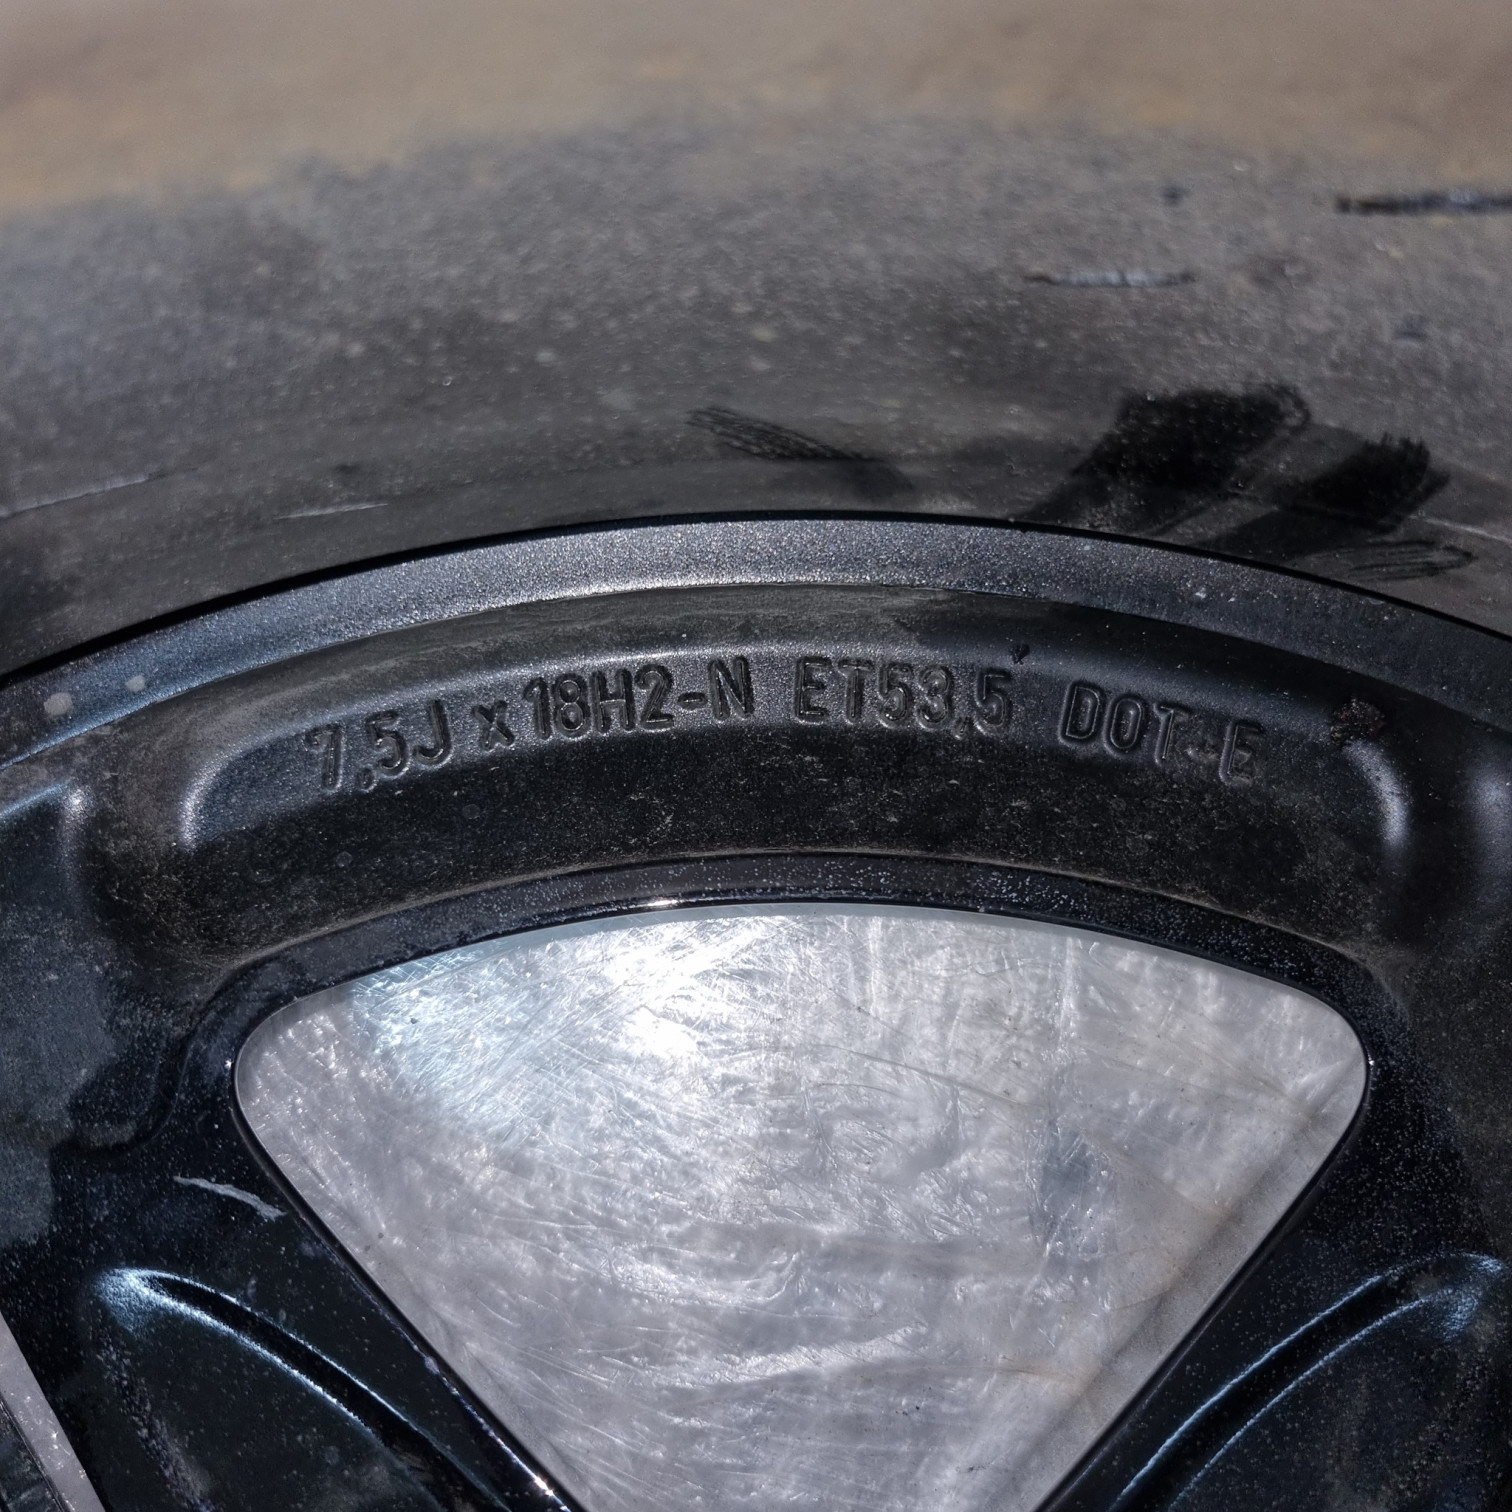 7,5J x 18H2-N ET53,5 DOT-E